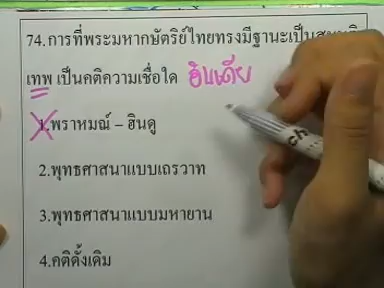 74.การที่พระมหากษัตริย์ไทยทรงมีฐานะเป็น
เทพ เป็นคติความเชื่อใด อินเดีย
1.พราหมณ์ – ฮินดู
2.พุทธศาสนาแบบเถรวาท
3.พุทธศาสนาแบบมหายาน
4.คติดั้งเดิม